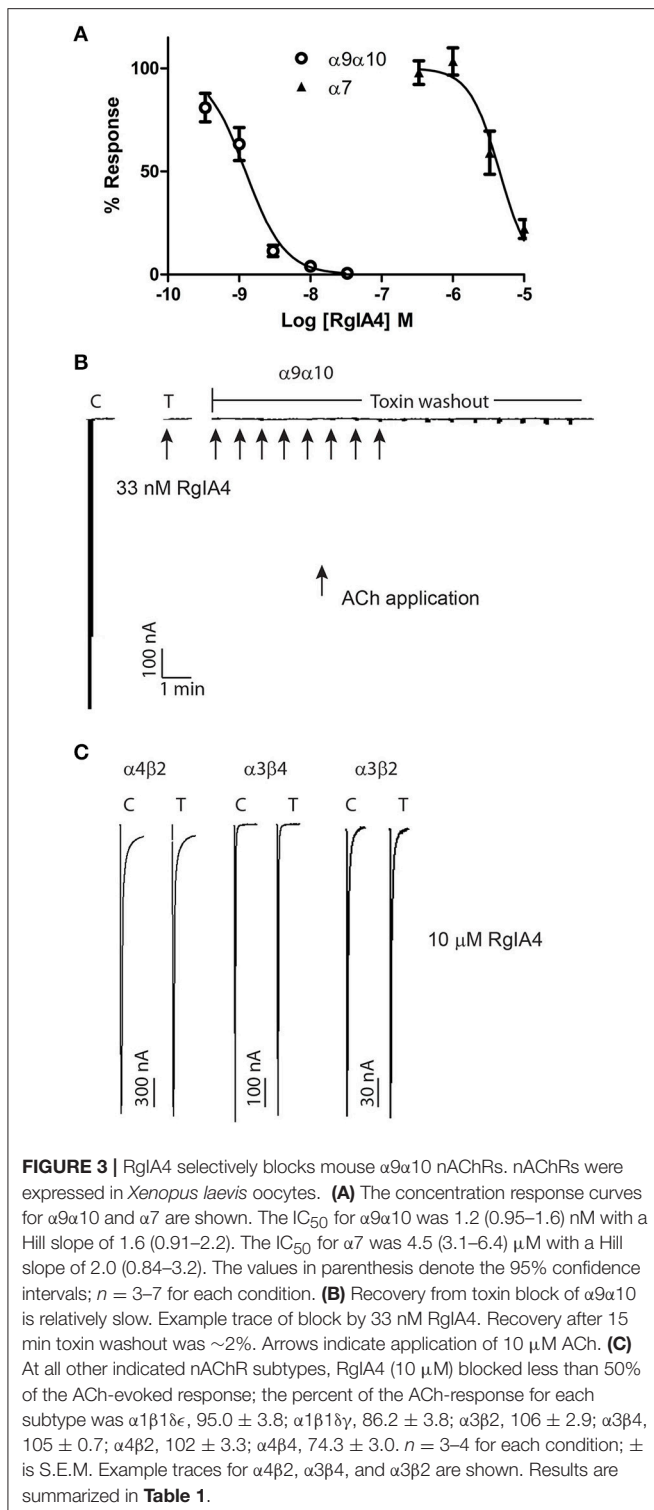 A
100
50
0
% Response
α9α10
α7
-10 -9 -8 -7 -6 -5
Log [RgIA4] M
B
α9α10
C T Toxin washout
33 nM RgIA4
ACh application
100 nA
1 min
C
α4β2 α3β4 α3β2
C T C T C T
10 μM RgIA4
300 nA
100 nA
30 nA
FIGURE 3 | RgIA4 selectively blocks mouse α9α10 nAChRs. nAChRs were
expressed in Xenopus laevis oocytes. (A) The concentration response curves
for α9α10 and α7 are shown. The IC50 for α9α10 was 1.2 (0.95–1.6) nM with a
Hill slope of 1.6 (0.91–2.2). The IC50 for α7 was 4.5 (3.1–6.4) μM with a Hill
slope of 2.0 (0.84–3.2). The values in parenthesis denote the 95% confidence
intervals; n = 3–7 for each condition. (B) Recovery from toxin block of α9α10
is relatively slow. Example trace of block by 33 nM RgIA4. Recovery after 15
min toxin washout was ~2%. Arrows indicate application of 10 μM ACh. (C)
At all other indicated nAChR subtypes, RgIA4 (10 μM) blocked less than 50%
of the ACh-evoked response; the percent of the ACh-response for each
subtype was α1β1δϵ, 95.0 ± 3.8; α1β1δγ, 86.2 ± 3.8; α3β2, 106 ± 2.9; α3β4,
105 ± 0.7; α4β2, 102 ± 3.3; α4β4, 74.3 ± 3.0. n = 3–4 for each condition; ±
is S.E.M. Example traces for α4β2, α3β4, and α3β2 are shown. Results are
summarized in Table 1.